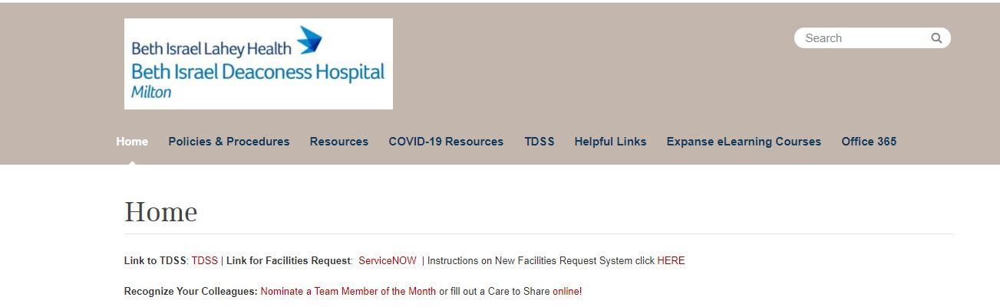 Beth Israel Lahey Health
Beth Israel Deaconess Hospital
Milton
Search
Home Policies & Procedures Resources COVID-19 Resources TDSS Helpful Links Expanse eLearning Courses Office 365
Home
Link to TDSS: TDSS | Link for Facilities Request: ServiceNOW | Instructions on New Facilities Request System click HERE
Recognize Your Colleagues: Nominate a Team Member of the Month or fill out a Care to Share online!